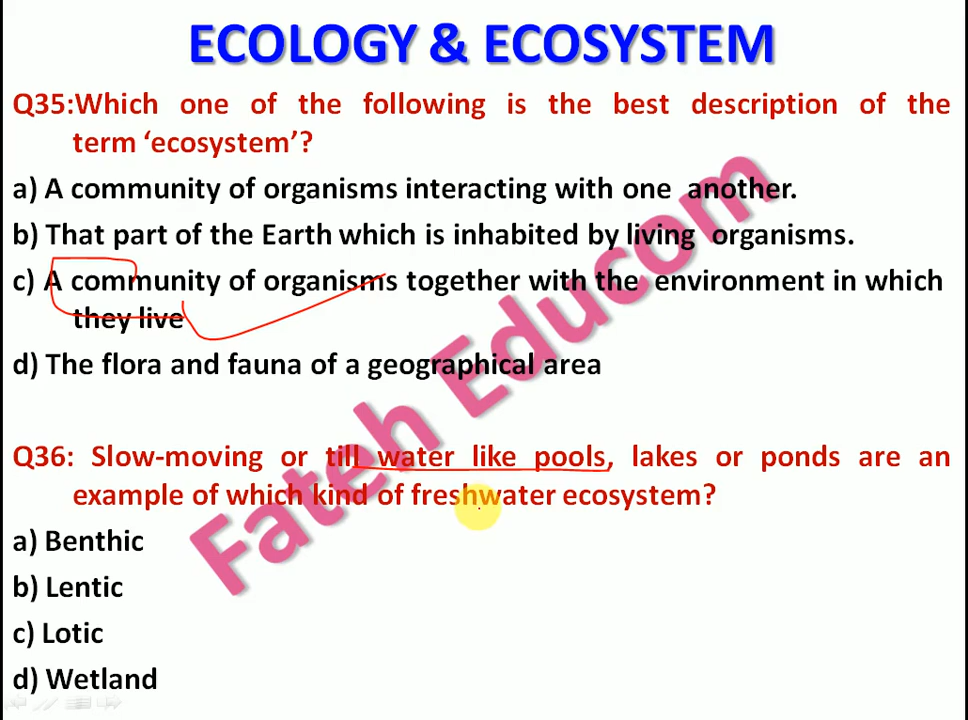 ECOLOGY & ECOSYSTEM
Q35:Which one of the following is the best description of the
term ‘ecosystem’?
a) A community of organisms interacting with one another.
b) That part of the Earth which is inhabited by living organisms.
c) A community of organisms together with the environment in which
they live
d) The flora and fauna of a geographical area
Q36: Slow-moving or till water like pools, lakes or ponds are an
example of which kind of freshwater ecosystem?
a) Benthic
b) Lentic
c) Lotic
d) Wetland
Fateh Educom